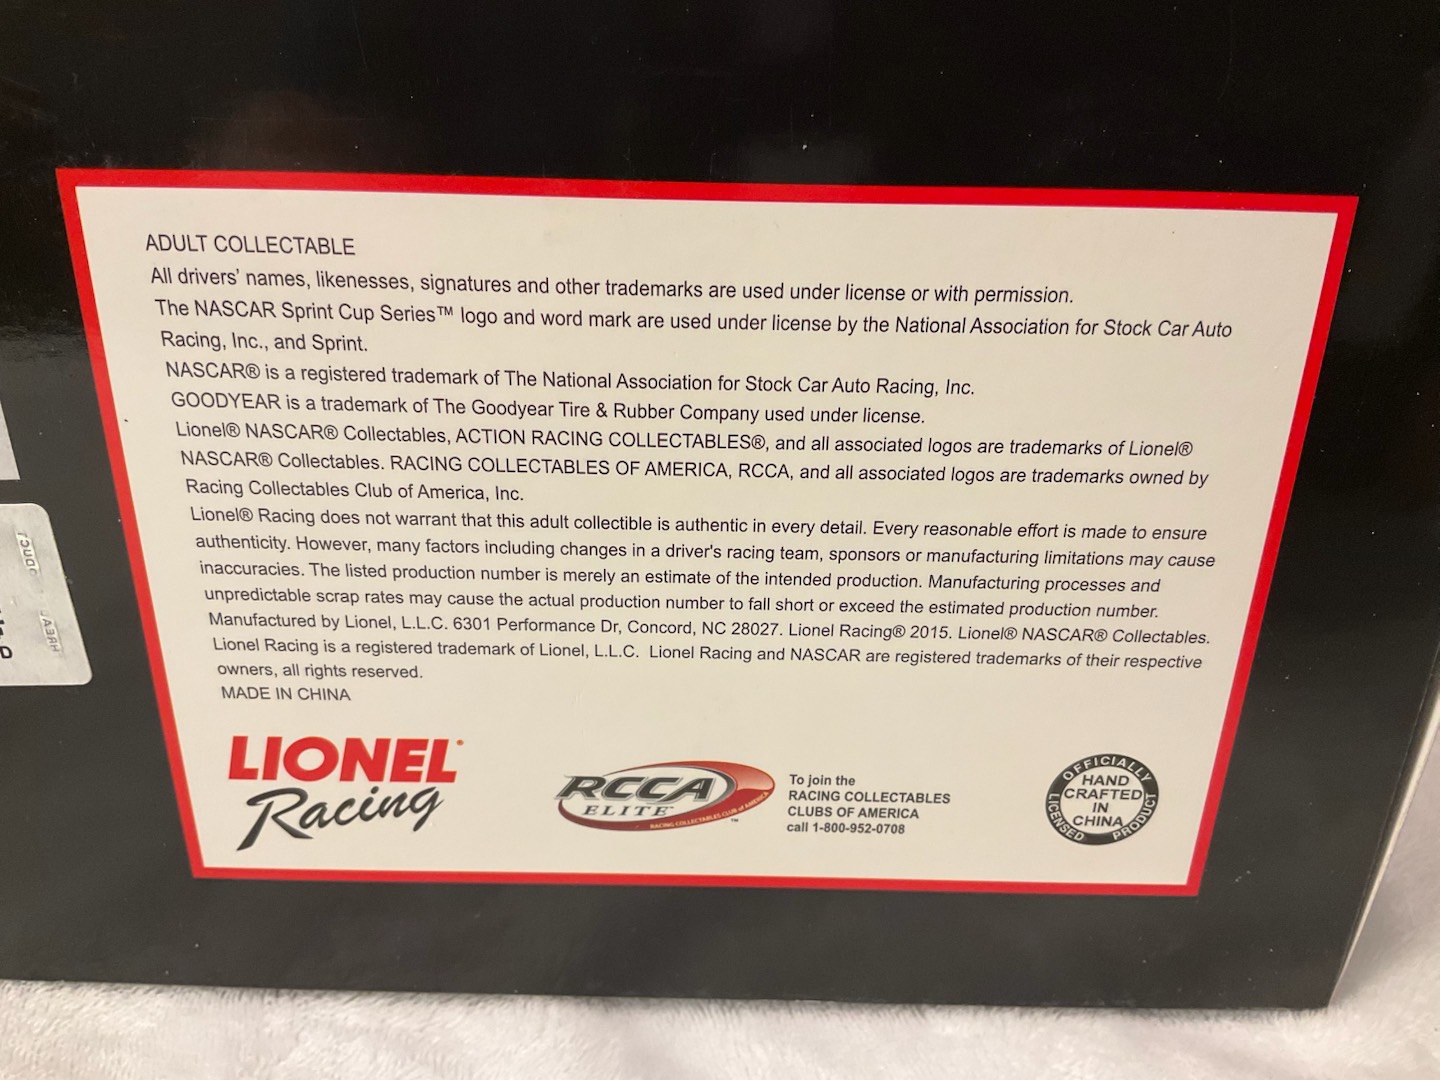 ADULT COLLECTABLE
All drivers' names, likenesses, signatures and other trademarks are used under license or with permission.
The NASCAR Sprint Cup Series™ logo and word mark are used under license by the National Association for Stock Car Auto
Racing, Inc., and Sprint.
NASCAR® is a registered trademark of The National Association for Stock Car Auto Racing, Inc.
GOODYEAR is a trademark of The Goodyear Tire & Rubber Company used under license.
Lionel® NASCAR® Collectables, ACTION RACING COLLECTABLES®, and all associated logos are trademarks of Lionel®
NASCAR® Collectables. RACING COLLECTABLES OF AMERICA, RCCA, and all associated logos are trademarks owned by
Racing Collectables Club of America, Inc.
Lionel® Racing does not warrant that this adult collectible is authentic in every detail. Every reasonable effort is made to ensure
authenticity. However, many factors including changes in a driver's racing team, sponsors or manufacturing limitations may cause
inaccuracies. The listed production number is merely an estimate of the intended production. Manufacturing processes and
unpredictable scrap rates may cause the actual production number to fall short or exceed the estimated production number.
Manufactured by Lionel, L.L.C. 6301 Performance Dr, Concord, NC 28027. Lionel Racing® 2015. Lionel® NASCAR® Collectables.
Lionel Racing is a registered trademark of Lionel, L.L.C. Lionel Racing and NASCAR are registered trademarks of their respective
owners, all rights reserved.
MADE IN CHINA
LIONEL
Racing
RCCA
ELITE™
RACING COLLECTABLES CLUB of AMERICA
To join the
RACING COLLECTABLES
CLUBS OF AMERICA
call 1-800-952-0708
OFFICIALLY
LICENSED
PRODUCT
HAND
CRAFTED
IN
CHINA